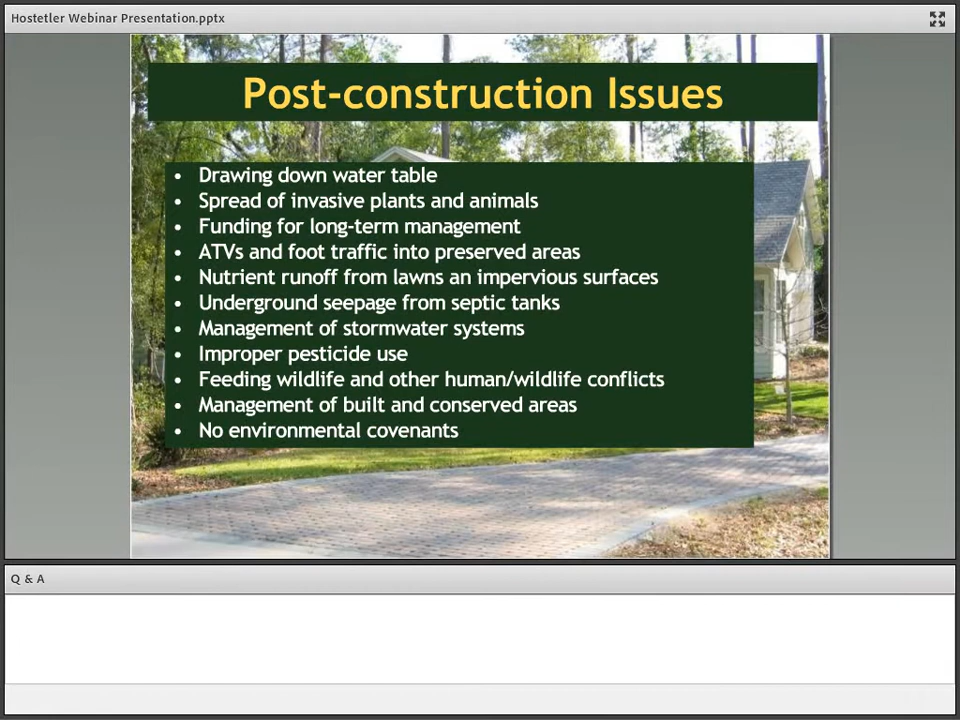 Hostetler Webinar Presentation.pptx
Post-construction Issues
• Drawing down water table
• Spread of invasive plants and animals
• Funding for long-term management
• ATVs and foot traffic into preserved areas
• Nutrient runoff from lawns an impervious surfaces
• Underground seepage from septic tanks
• Management of stormwater systems
• Improper pesticide use
• Feeding wildlife and other human/wildlife conflicts
• Management of built and conserved areas
• No environmental covenants
Q & A